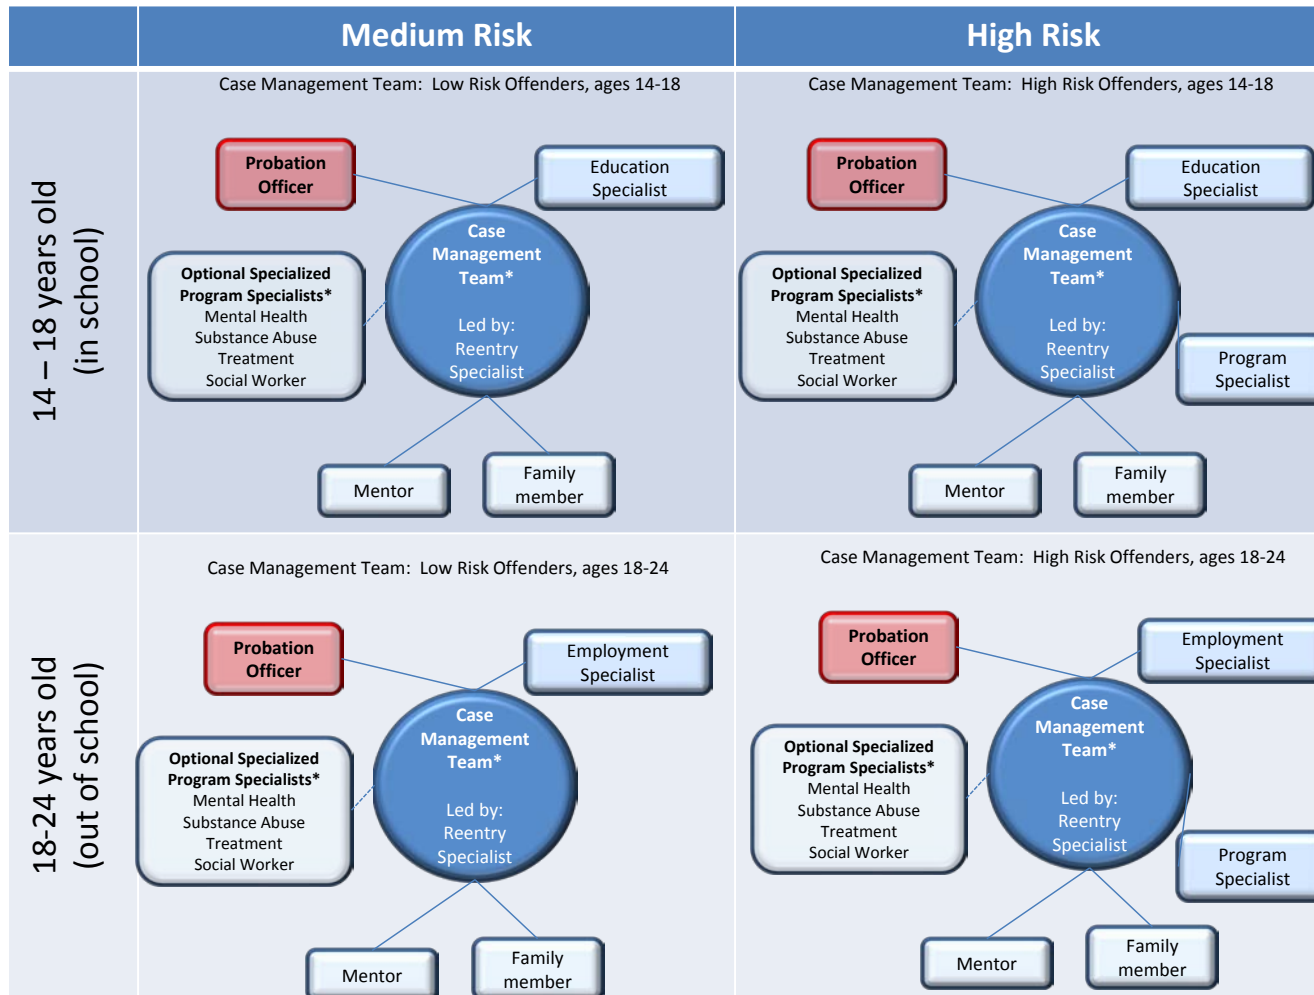 Medium Risk
High Risk
14 – 18 years old
(in school)
Case Management Team:  Low Risk Offenders, ages 14-18
Probation
Officer
Education
Specialist
Case
Management
Team*
Led by:
Reentry
Specialist
Optional Specialized
Program Specialists*
Mental Health
Substance Abuse
Treatment
Social Worker
Mentor
Family
member
Case Management Team:  High Risk Offenders, ages 14-18
Probation
Officer
Education
Specialist
Case
Management
Team*
Led by:
Reentry
Specialist
Optional Specialized
Program Specialists*
Mental Health
Substance Abuse
Treatment
Social Worker
Program
Specialist
Mentor
Family
member
18-24 years old
(out of school)
Case Management Team:  Low Risk Offenders, ages 18-24
Probation
Officer
Employment
Specialist
Case
Management
Team*
Led by:
Reentry
Specialist
Optional Specialized
Program Specialists*
Mental Health
Substance Abuse
Treatment
Social Worker
Mentor
Family
member
Case Management Team:  High Risk Offenders, ages 18-24
Probation
Officer
Employment
Specialist
Case
Management
Team*
Led by:
Reentry
Specialist
Optional Specialized
Program Specialists*
Mental Health
Substance Abuse
Treatment
Social Worker
Program
Specialist
Mentor
Family
member